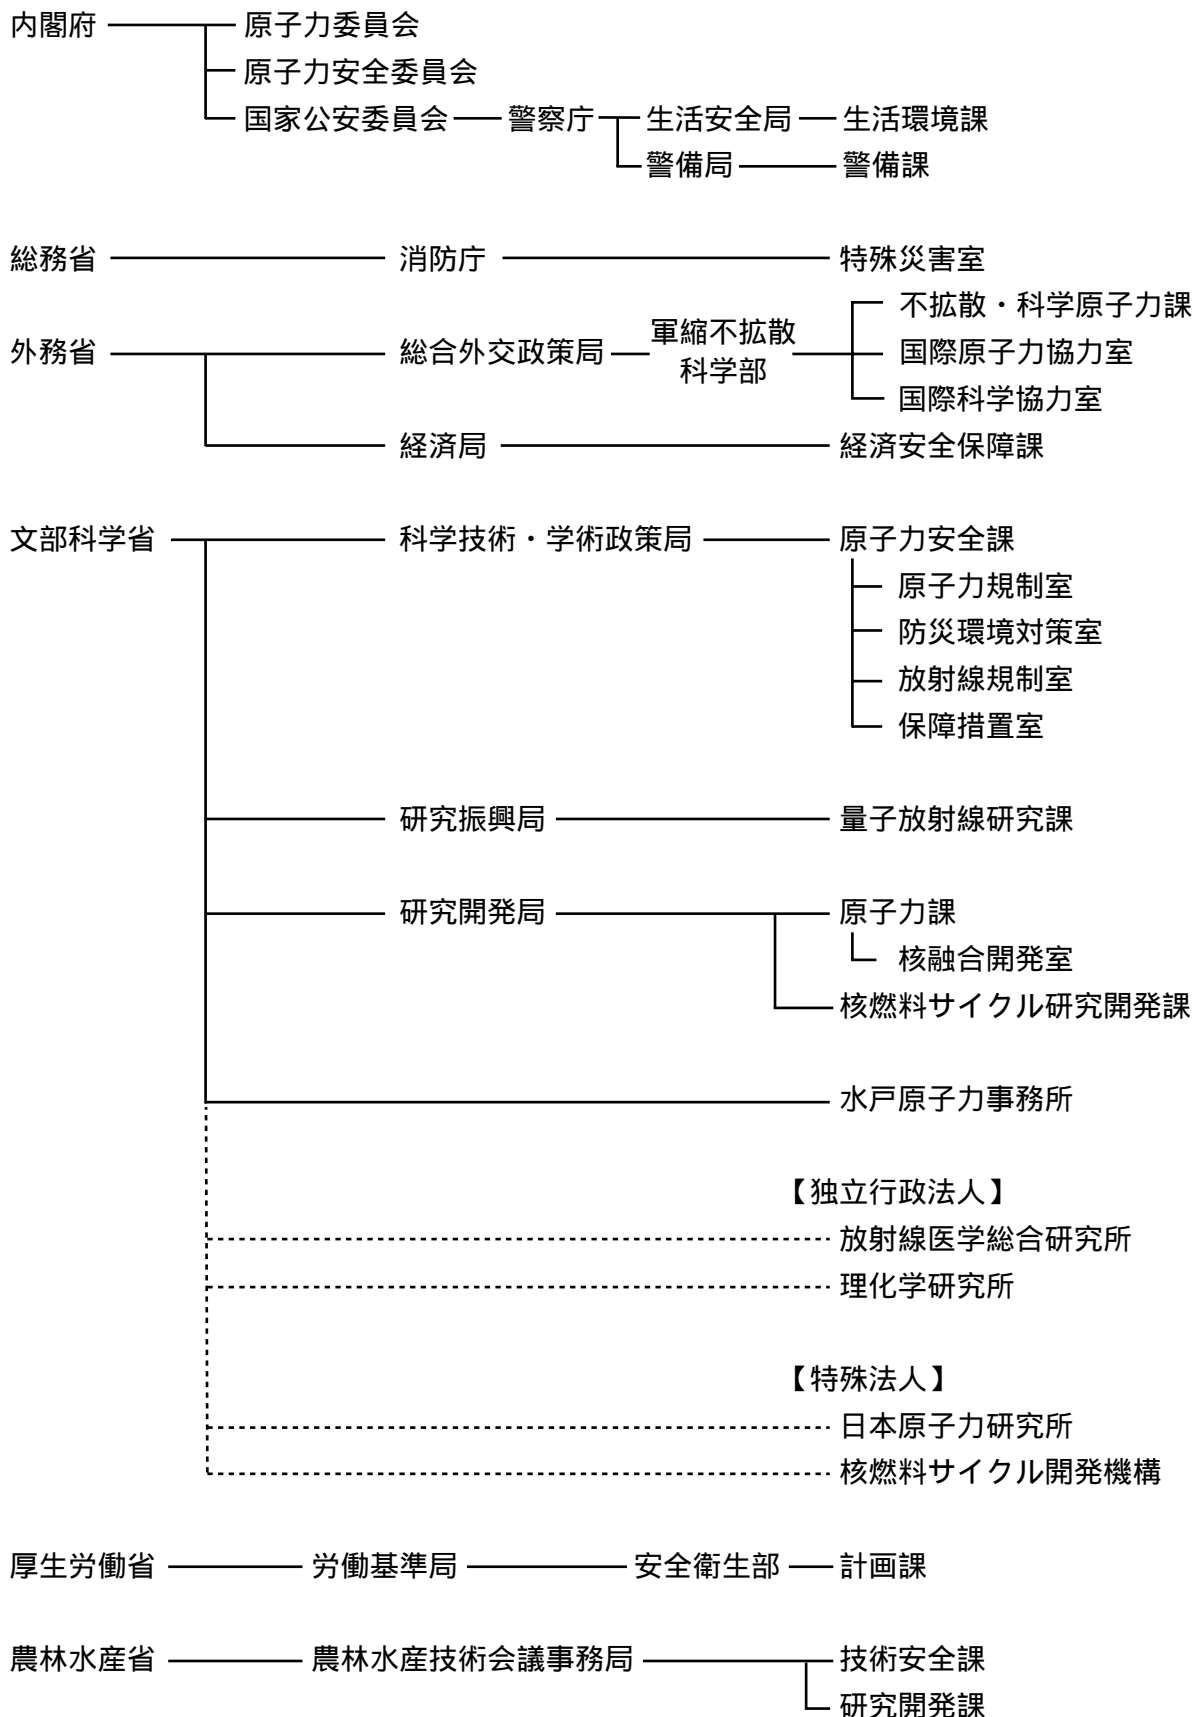 内閣府 原子力委員会
原子力安全委員会
国家公安委員会 警察庁 生活安全局 生活環境課
警備局 警備課
総務省 消防庁 特殊災害室
不拡散・科学原子力課
外務省 総合外交政策局 軍縮不拡散科学部 国際原子力協力室
国際科学協力室
経済局 経済安全保障課
文部科学省 科学技術・学術政策局 原子力安全課
原子力規制室
防災環境対策室
放射線規制室
保障措置室
研究振興局 量子放射線研究課
研究開発局 原子力課
核融合開発室
核燃料サイクル研究開発課
水戸原子力事務所
【独立行政法人】
放射線医学総合研究所
理化学研究所
【特殊法人】
日本原子力研究所
核燃料サイクル開発機構
厚生労働省 労働基準局 安全衛生部 計画課
農林水産省 農林水産技術会議事務局 技術安全課
研究開発課